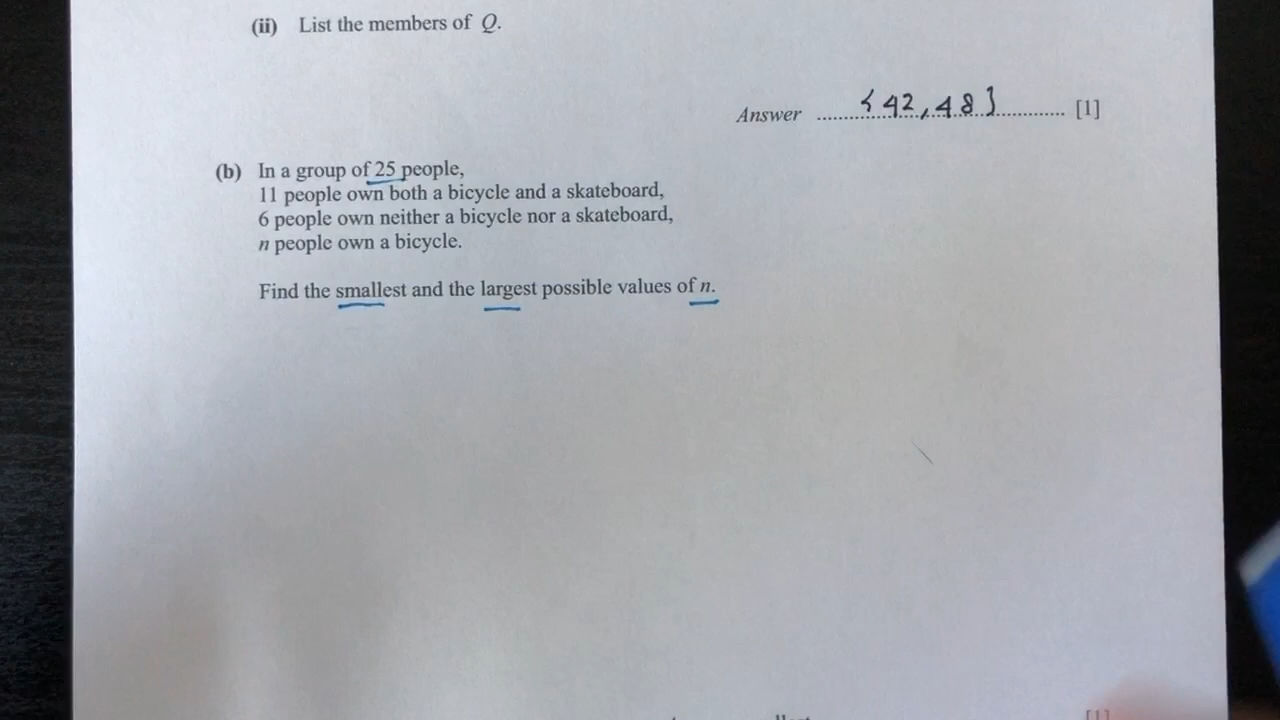 (ii) List the members of Q.
Answer ........ {42,48} ........ [1]
(b) In a group of 25 people,
11 people own both a bicycle and a skateboard,
6 people own neither a bicycle nor a skateboard,
n people own a bicycle.
Find the smallest and the largest possible values of n.
[1]